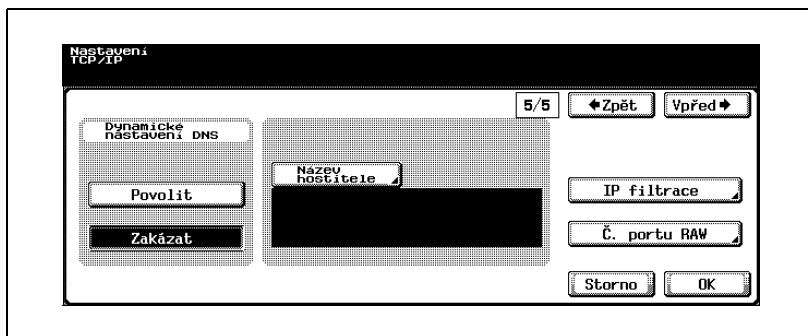 Nastavení
TCP/IP
5/5
Zpět
Vpřed
Dynamické
nastavení DNS
Název
hostitele
Povolit
IP filtrace
Zakázat
Č. portu RAW
Storno
OK